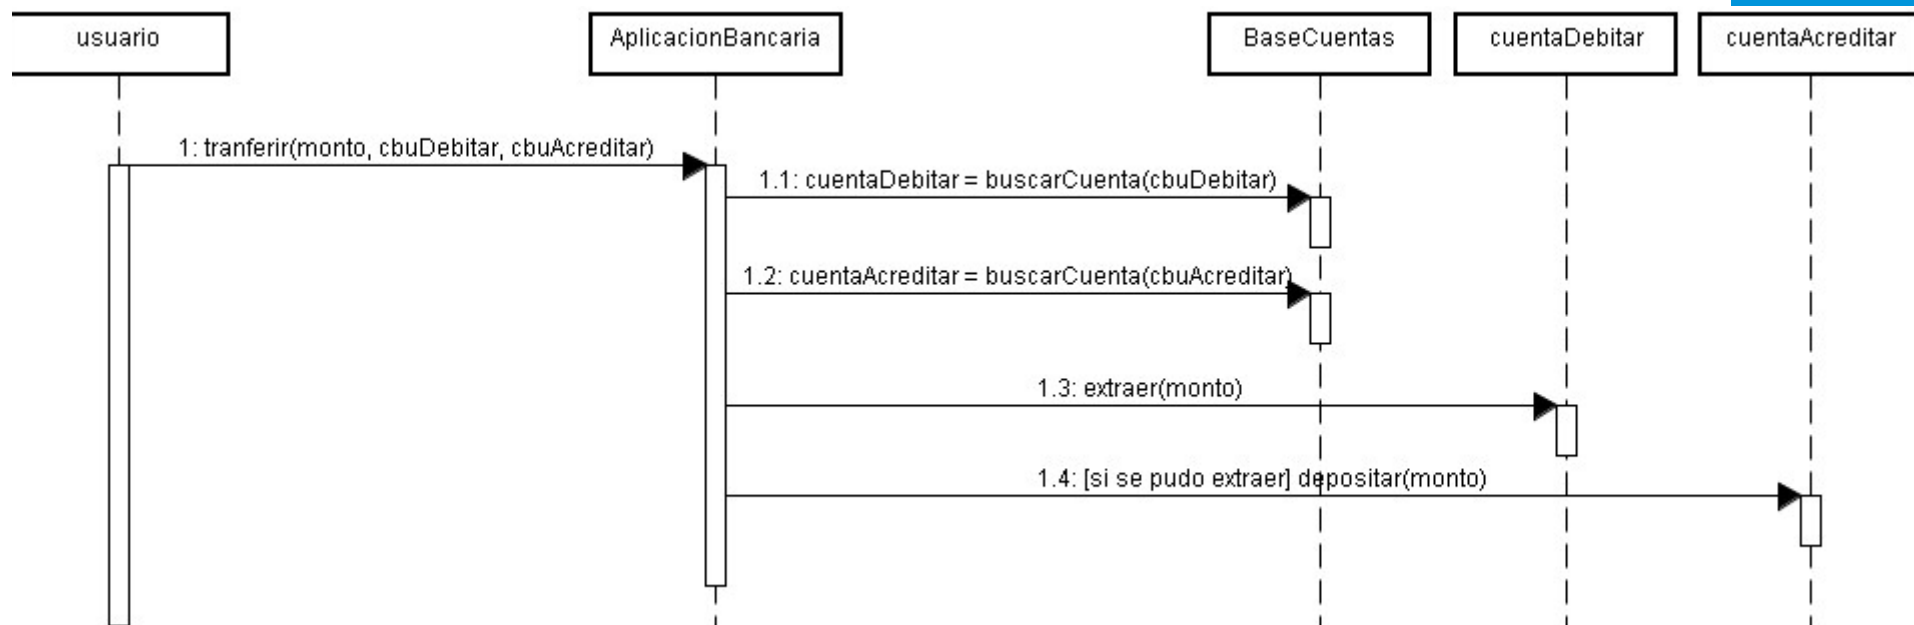 usuario
AplicacionBancaria
BaseCuentas
cuentaDebitar
cuentaAcreditar
1: tranferir(monto, cbuDebitar, cbuAcreditar)
1.1: cuentaDebitar = buscarCuenta(cbuDebitar)
1.2: cuentaAcreditar = buscarCuenta(cbuAcreditar)
1.3: extraer(monto)
1.4: [si se pudo extraer] depositar(monto)